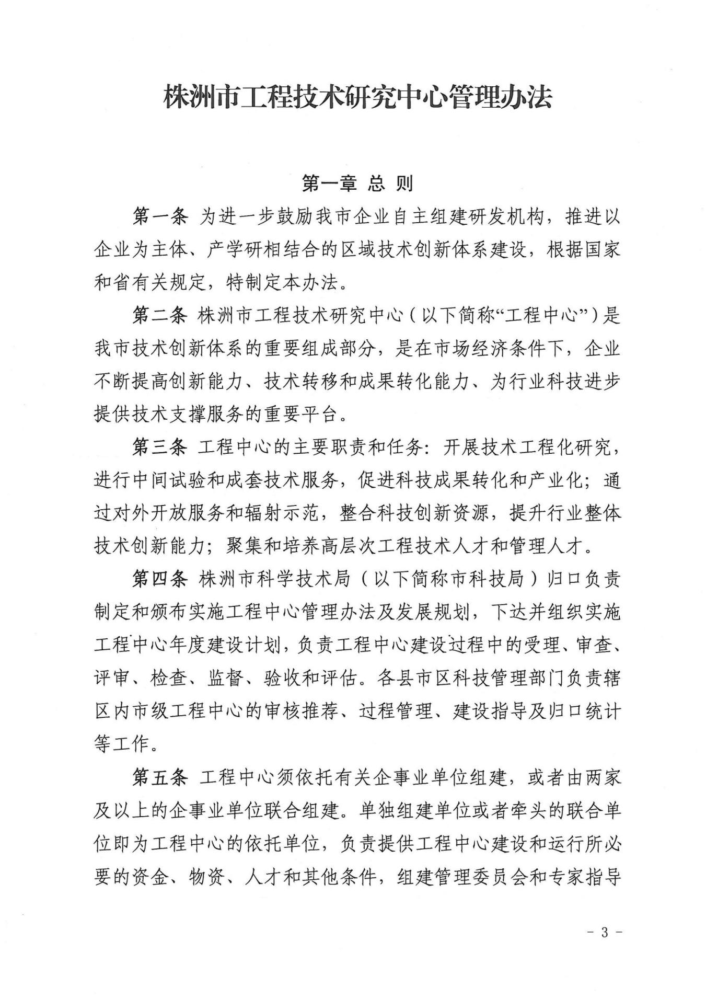 株洲市工程技术研究中心管理办法
第一章 总 则
第一条 为进一步鼓励我市企业自主组建研发机构，推进以
企业为主体、产学研相结合的区域技术创新体系建设，根据国家
和省有关规定，特制定本办法。
第二条 株洲市工程技术研究中心（以下简称“工程中心”）是
我市技术创新体系的重要组成部分，是在市场经济条件下，企业
不断提高创新能力、技术转移和成果转化能力、为行业科技进步
提供技术支撑服务的重要平台。
第三条 工程中心的主要职责和任务：开展技术工程化研究，
进行中间试验和成套技术服务，促进科技成果转化和产业化；通
过对外开放服务和辐射示范，整合科技创新资源，提升行业整体
技术创新能力；聚集和培养高层次工程技术人才和管理人才。
第四条 株洲市科学技术局（以下简称市科技局）归口负责
制定和颁布实施工程中心管理办法及发展规划，下达并组织实施
工程中心年度建设计划，负责工程中心建设过程中的受理、审查、
评审、检查、监督、验收和评估。各县市区科技管理部门负责辖
区内市级工程中心的审核推荐、过程管理、建设指导及归口统计
等工作。
第五条 工程中心须依托有关企事业单位组建，或者由两家
及以上的企事业单位联合组建。单独组建单位或者牵头的联合单
位即为工程中心的依托单位，负责提供工程中心建设和运行所必
要的资金、物资、人才和其他条件，组建管理委员会和专家指导
- 3 -